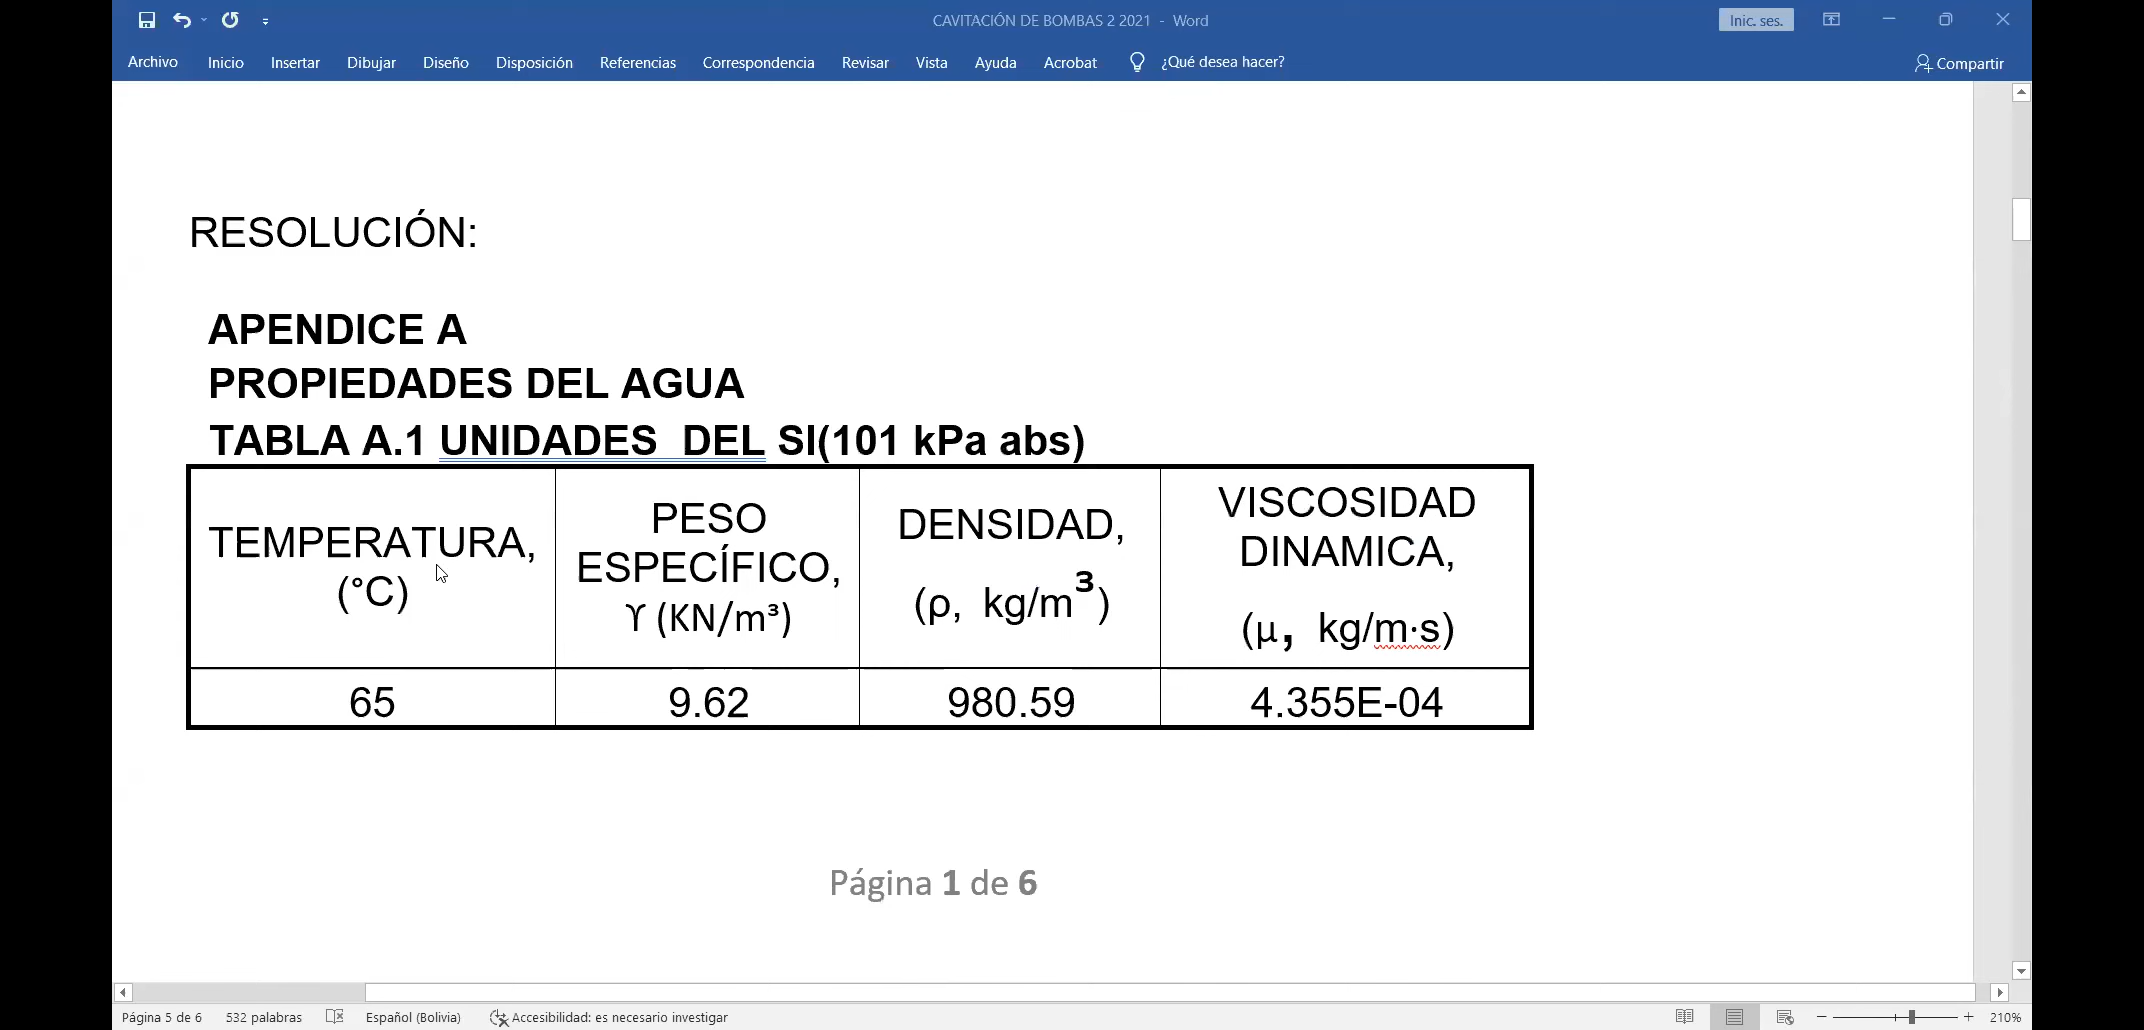 CAVITACIÓN DE BOMBAS 2 2021 - Word
Inic. ses.
Archivo Inicio Insertar Dibujar Diseño Disposición Referencias Correspondencia Revisar Vista Ayuda Acrobat ¿Qué desea hacer? Compartir
RESOLUCIÓN:
APENDICE A
PROPIEDADES DEL AGUA
TABLA A.1 UNIDADES DEL SI(101 kPa abs)
TEMPERATURA,
(°C)
PESO
ESPECÍFICO,
ϒ (KN/m³)
DENSIDAD,
(ρ, kg/m³)
VISCOSIDAD
DINAMICA,
(μ, kg/m·s)
65 9.62 980.59 4.355E-04
Página 1 de 6
Página 5 de 6 532 palabras Español (Bolivia) Accesibilidad: es necesario investigar 210%